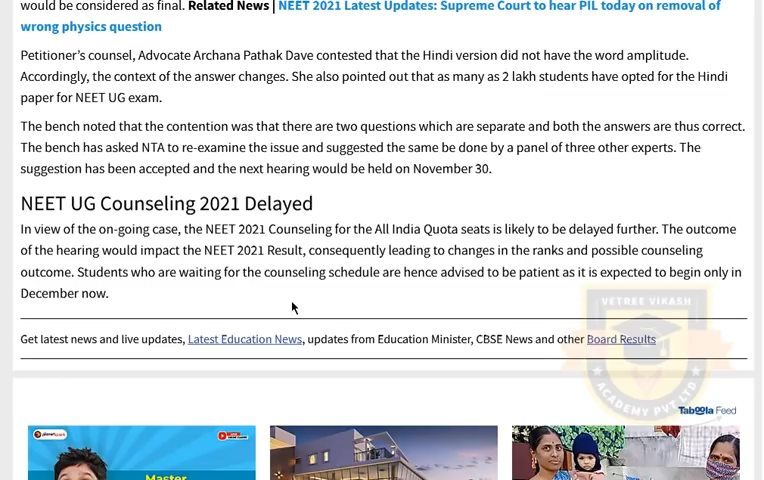 would be considered as final. Related News | NEET 2021 Latest Updates: Supreme Court to hear PIL today on removal of
wrong physics question
Petitioner's counsel, Advocate Archana Pathak Dave contested that the Hindi version did not have the word amplitude.
Accordingly, the context of the answer changes. She also pointed out that as many as 2 lakh students have opted for the Hindi
paper for NEET UG exam.
The bench noted that the contention was that there are two questions which are separate and both the answers are thus correct.
The bench has asked NTA to re-examine the issue and suggested the same be done by a panel of three other experts. The
suggestion has been accepted and the next hearing would be held on November 30.
NEET UG Counseling 2021 Delayed
In view of the on-going case, the NEET 2021 Counseling for the All India Quota seats is likely to be delayed further. The outcome
of the hearing would impact the NEET 2021 Result, consequently leading to changes in the ranks and possible counseling
outcome. Students who are waiting for the counseling schedule are hence advised to be patient as it is expected to begin only in
December now.
VETREE VIKASH
Get latest news and live updates, Latest Education News, updates from Education Minister, CBSE News and other Board Results
ACADEMY PVT LTD
Taboola Feed
Master